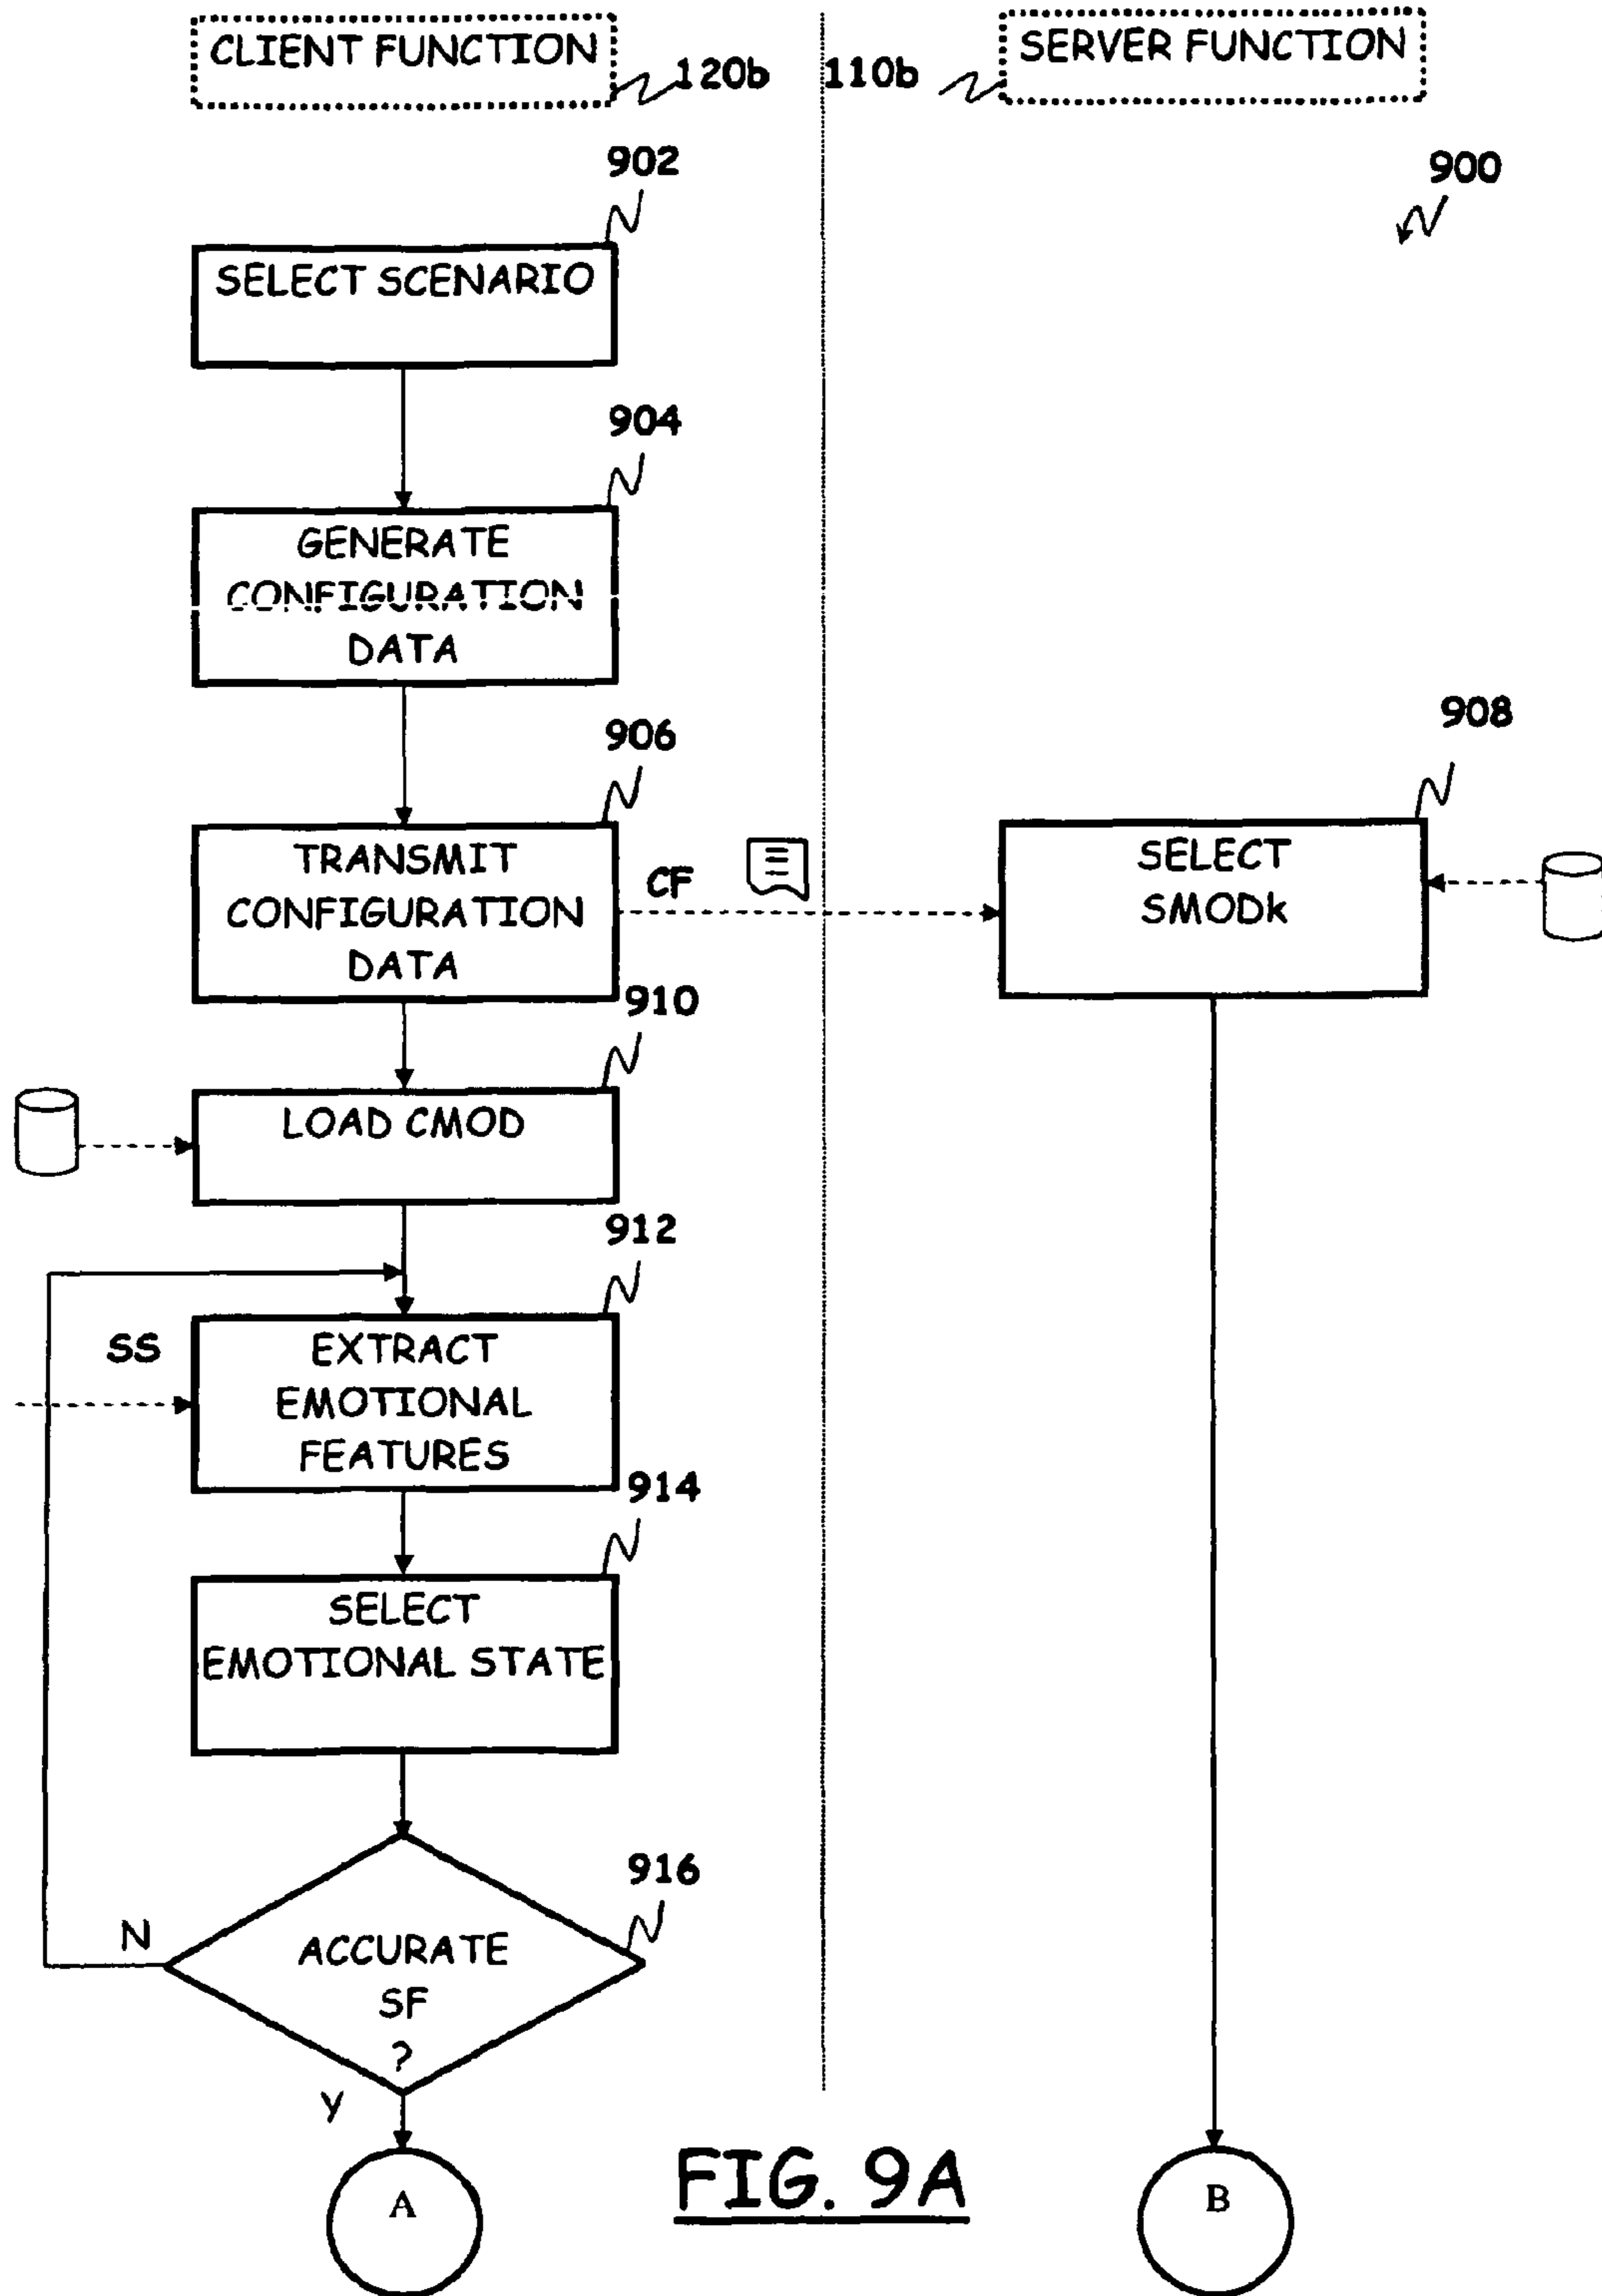 CLIENT FUNCTION
120b
110b
SERVER FUNCTION
900
902
SELECT SCENARIO
904
GENERATE
CONFIGURATION
DATA
906
TRANSMIT
CONFIGURATION
DATA
CF
908
SELECT
SMODk
910
LOAD CMOD
912
SS
EXTRACT
EMOTIONAL
FEATURES
914
SELECT
EMOTIONAL STATE
916
N
ACCURATE
SF
?
Y
A
FIG. 9A
B